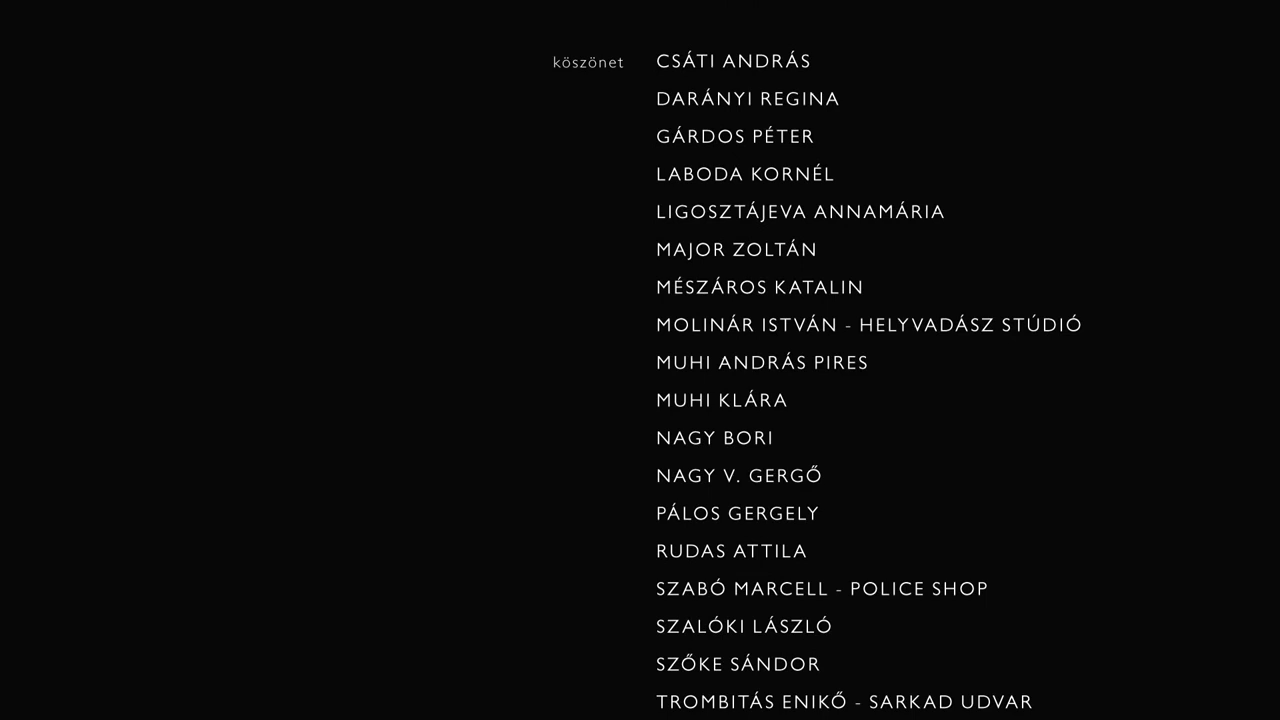 köszönet CSÁTI ANDRÁS
DARÁNYI REGINA
GÁRDOS PÉTER
LABODA KORNÉL
LIGOSZTÁJEVA ANNAMÁRIA
MAJOR ZOLTÁN
MÉSZÁROS KATALIN
MOLINÁR ISTVÁN - HELYVADÁSZ STÚDIÓ
MUHI ANDRÁS PIRES
MUHI KLÁRA
NAGY BORI
NAGY V. GERGŐ
PÁLOS GERGELY
RUDAS ATTILA
SZABÓ MARCELL - POLICE SHOP
SZALÓKI LÁSZLÓ
SZŐKE SÁNDOR
TROMBITÁS ENIKŐ - SARKAD UDVAR